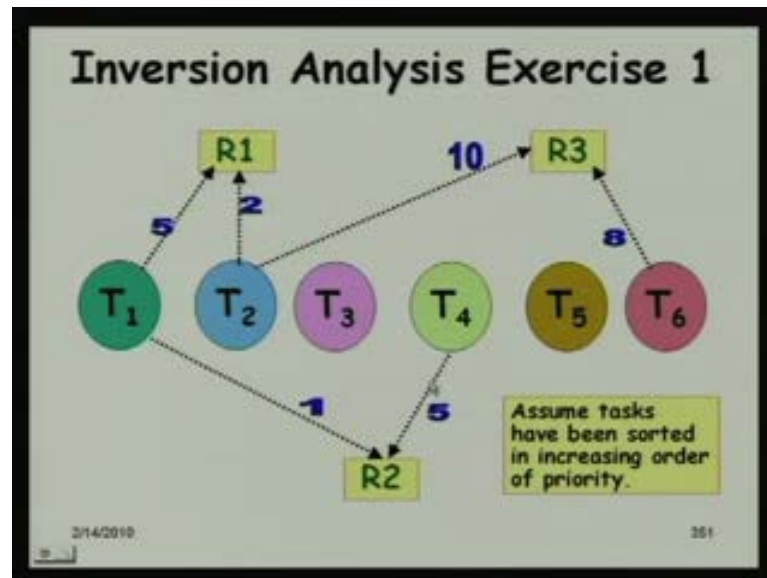 Inversion Analysis Exercise 1
R1
10
R3
5
2
8
T1 T2 T3 T4 T5 T6
1
5
Assume tasks
have been sorted
in increasing order
of priority.
R2
2/14/2010
351